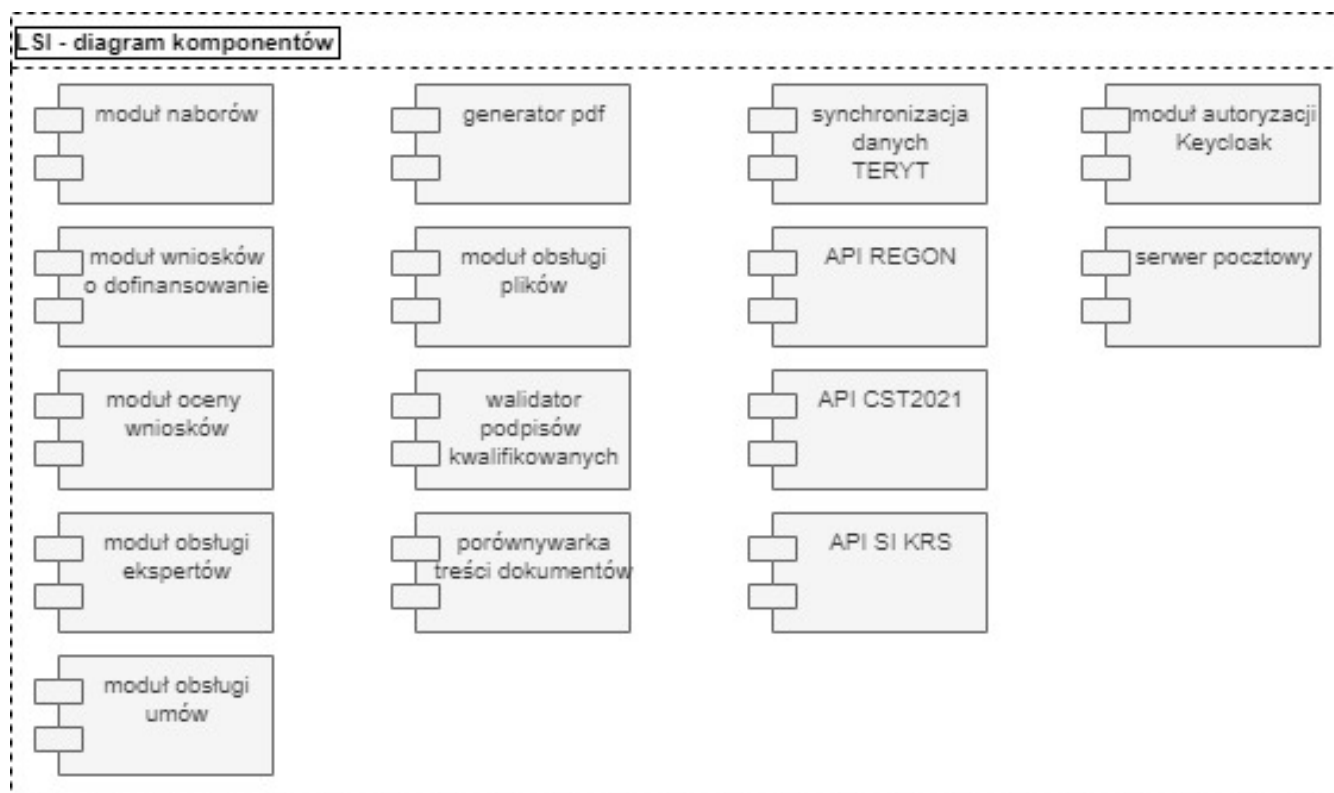 LSI - diagram komponentów
moduł naborów
generator pdf
synchronizacja
danych
TERYT
moduł autoryzacji
Keycloak
moduł wniosków
o dofinansowanie
moduł obsługi
plików
API REGON
serwer pocztowy
moduł oceny
wniosków
walidator
podpisów
kwalifikowanych
API CST2021
moduł obsługi
ekspertów
porównywarka
treści dokumentów
API SI KRS
moduł obsługi
umów